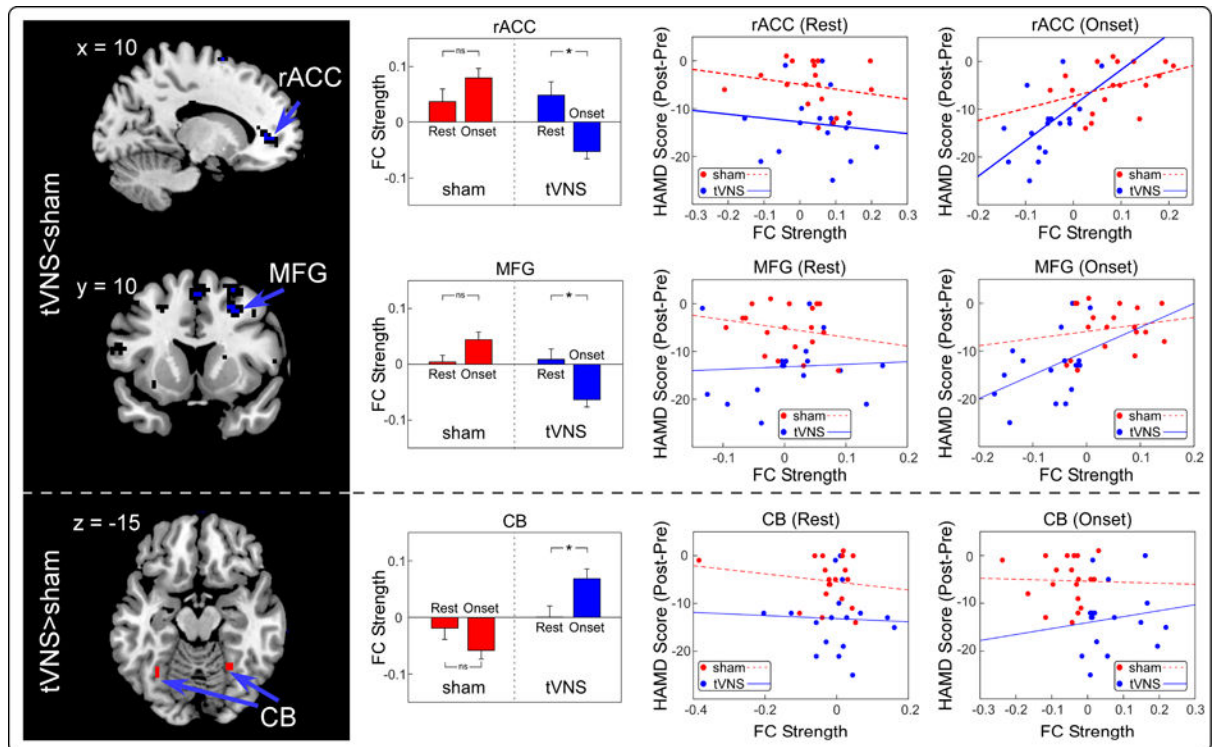 tVNS<sham
x = 10
rACC
y = 10
MFG
rACC
FC Strength
0.1
0
-0.1
ns
*
Rest
Onset
Rest
Onset
sham
tVNS
rACC (Rest)
HAMD Score (Post-Pre)
0
-10
-20
sham
tVNS
-0.3
-0.2
-0.1
0
0.1
0.2
0.3
FC Strength
rACC (Onset)
HAMD Score (Post-Pre)
0
-10
-20
sham
tVNS
-0.2
-0.1
0
0.1
0.2
FC Strength
MFG
FC Strength
0.1
0
-0.1
ns
*
Rest
Onset
Rest
Onset
sham
tVNS
MFG (Rest)
HAMD Score (Post-Pre)
0
-10
-20
sham
tVNS
-0.1
0
0.1
0.2
FC Strength
MFG (Onset)
HAMD Score (Post-Pre)
0
-10
-20
sham
tVNS
-0.2
-0.1
0
0.1
0.2
FC Strength
tVNS>sham
z = -15
CB
CB
FC Strength
0.1
0
-0.1
Rest
Onset
ns
*
Rest
Onset
sham
tVNS
CB (Rest)
HAMD Score (Post-Pre)
0
-10
-20
sham
tVNS
-0.4
-0.2
0
0.2
FC Strength
CB (Onset)
HAMD Score (Post-Pre)
0
-10
-20
sham
tVNS
-0.3
-0.2
-0.1
0
0.1
0.2
0.3
FC Strength